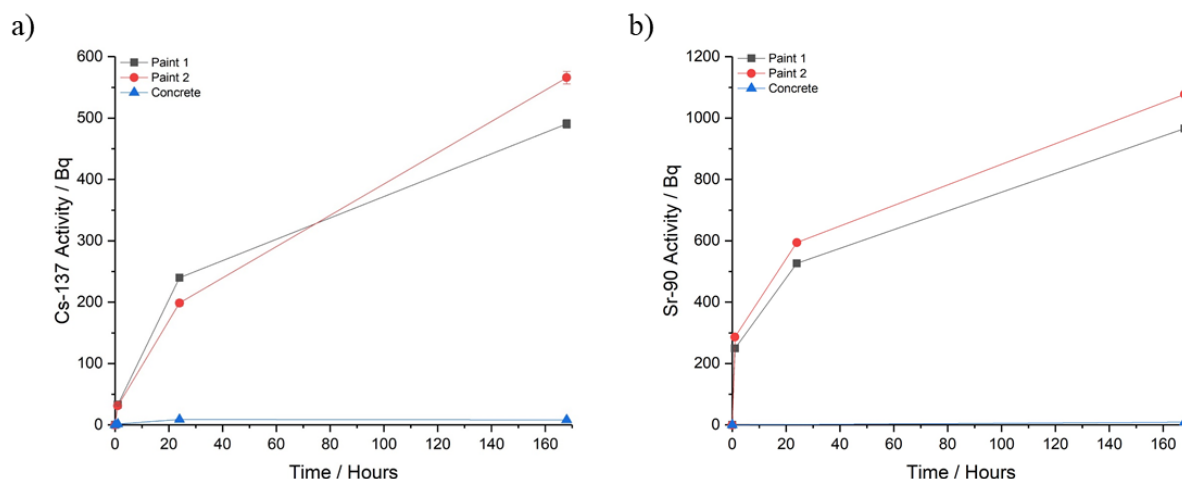 a)
Paint 1
Paint 2
Concrete
600
500
400
300
200
100
0
Cs-137 Activity / Bq
0 20 40 60 80 100 120 140 160
Time / Hours
b)
Paint 1
Paint 2
Concrete
1200
1000
800
600
400
200
0
Sr-90 Activity / Bq
0 20 40 60 80 100 120 140 160
Time / Hours